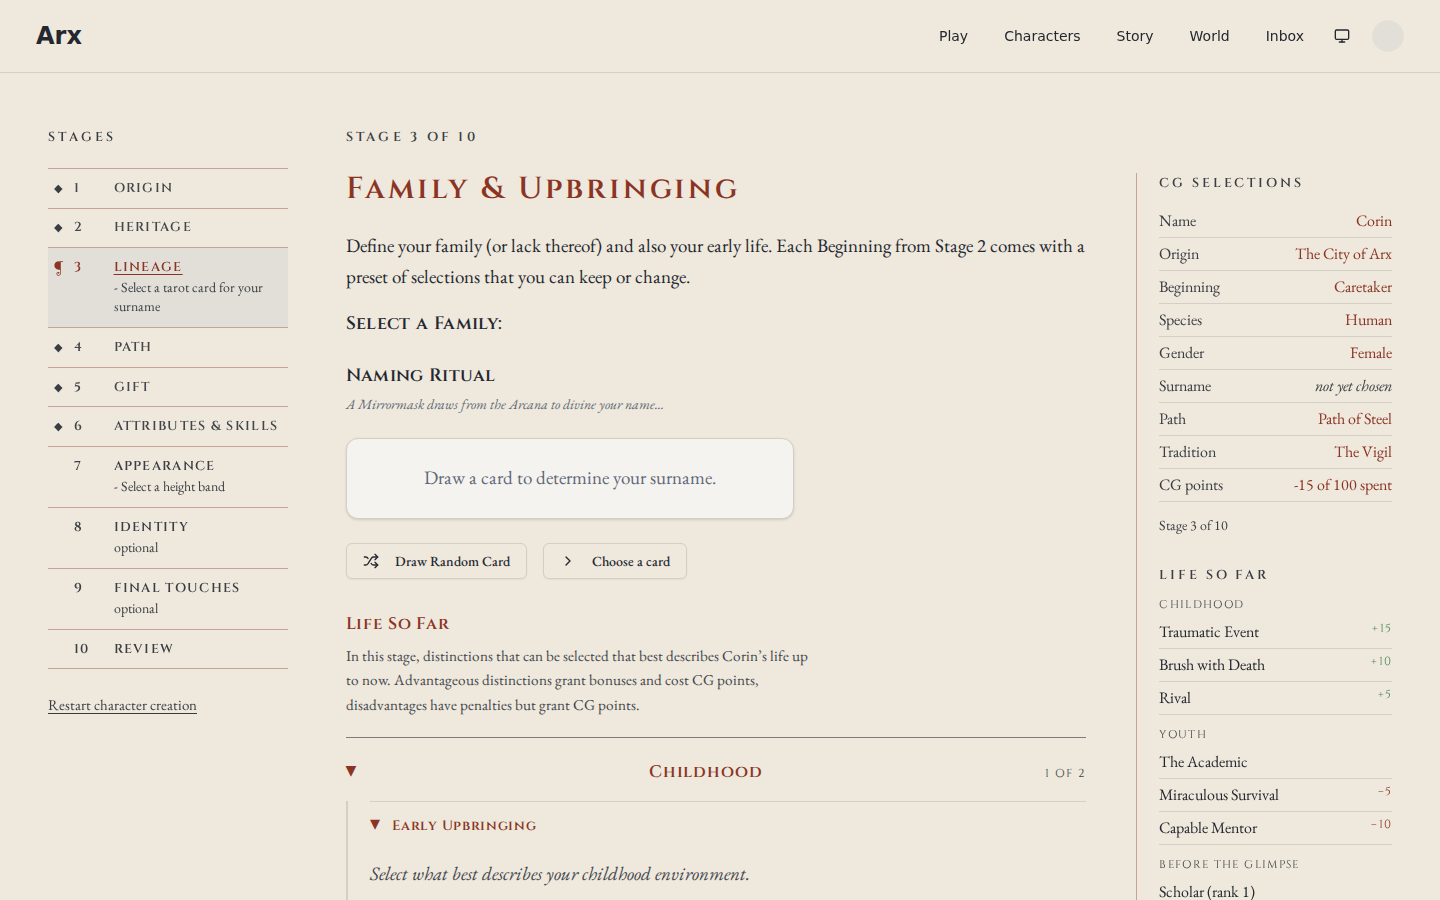 Arx
Play
Characters
Story
World
Inbox
STAGES
◆ 1 ORIGIN
◆ 2 HERITAGE
¶ 3 LINEAGE
- Select a tarot card for your
surname
◆ 4 PATH
◆ 5 GIFT
◆ 6 ATTRIBUTES & SKILLS
7 APPEARANCE
- Select a height band
8 IDENTITY
optional
9 FINAL TOUCHES
optional
10 REVIEW
Restart character creation
STAGE 3 OF 10
Family & Upbringing
Define your family (or lack thereof) and also your early life. Each Beginning from Stage 2 comes with a
preset of selections that you can keep or change.
Select a Family:
Naming Ritual
A Mirrormask draws from the Arcana to divine your name...
Draw a card to determine your surname.
Draw Random Card
Choose a card
Life So Far
In this stage, distinctions that can be selected that best describes Corin's life up
to now. Advantageous distinctions grant bonuses and cost CG points,
disadvantages have penalties but grant CG points.
▼ Childhood 1 OF 2
▼ Early Upbringing
Select what best describes your childhood environment.
CG SELECTIONS
Name Corin
Origin The City of Arx
Beginning Caretaker
Species Human
Gender Female
Surname not yet chosen
Path Path of Steel
Tradition The Vigil
CG points -15 of 100 spent
Stage 3 of 10
LIFE SO FAR
CHILDHOOD
Traumatic Event +15
Brush with Death +10
Rival +5
YOUTH
The Academic
Miraculous Survival −5
Capable Mentor −10
BEFORE THE GLIMPSE
Scholar (rank 1)